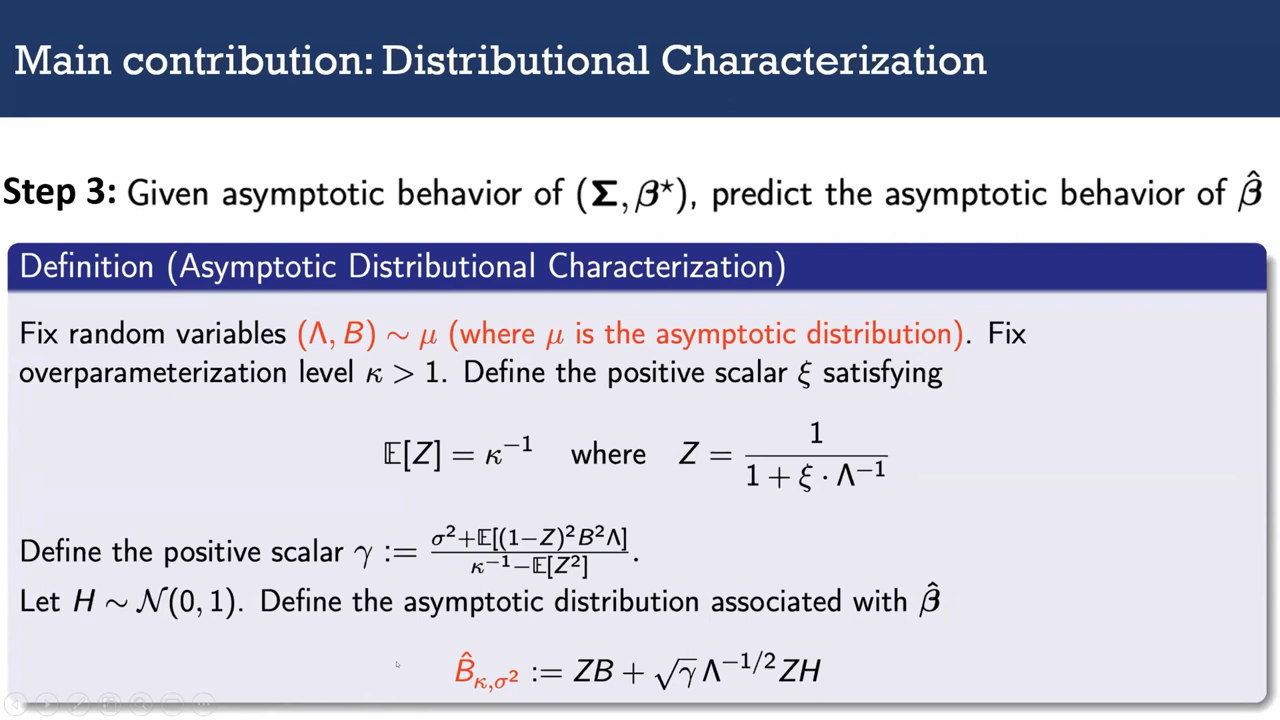 Main contribution: Distributional Characterization
Step 3: Given asymptotic behavior of (Σ, β⋆), predict the asymptotic behavior of β̂
Definition (Asymptotic Distributional Characterization)
Fix random variables (Λ, B) ∼ μ (where μ is the asymptotic distribution). Fix
overparameterization level κ > 1. Define the positive scalar ξ satisfying
𝔼[Z] = κ⁻¹ where Z = 1 / (1 + ξ · Λ⁻¹)
Define the positive scalar γ := (σ² + 𝔼[(1−Z)²B²Λ]) / (κ⁻¹ − 𝔼[Z²]).
Let H ∼ 𝒩(0, 1). Define the asymptotic distribution associated with β̂
B̂_{κ,σ²} := ZB + √γ Λ^{−1/2} ZH